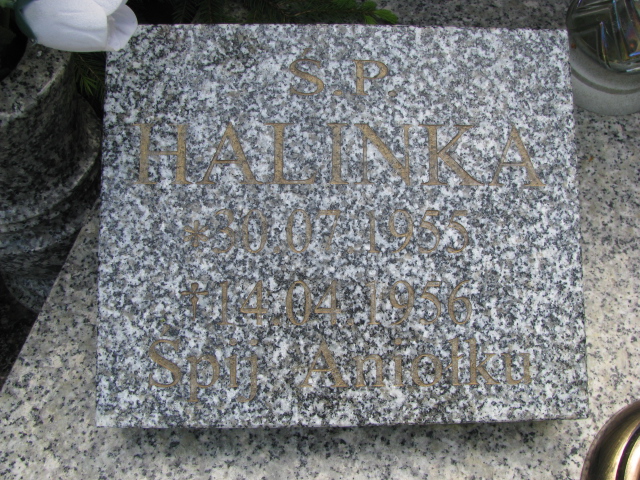 Ś.P.
HALINKA
*30.07.1955
†14.04.1956
Śpij Aniołku